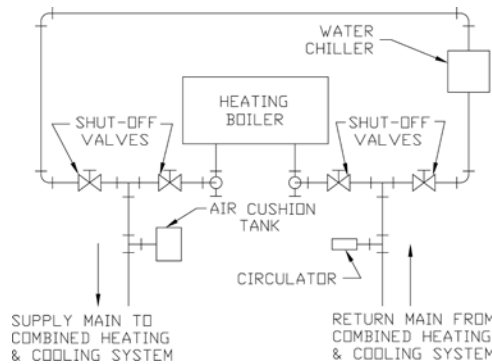 WATER
CHILLER
HEATING
BOILER
SHUT-OFF
VALVES
SHUT-OFF
VALVES
AIR CUSHION
TANK
CIRCULATOR
SUPPLY MAIN TO
COMBINED HEATING
& COOLING SYSTEM
RETURN MAIN FROM
COMBINED HEATING
& COOLING SYSTEM